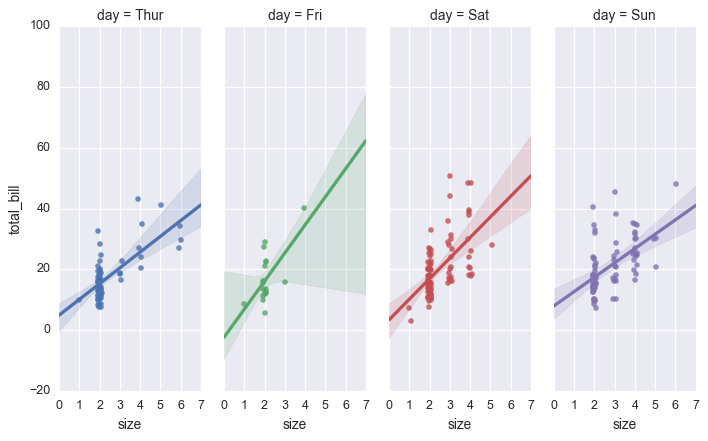 day = Thur
day = Fri
day = Sat
day = Sun
100
80
60
40
20
0
−20
total_bill
0 1 2 3 4 5 6 7
0 1 2 3 4 5 6 7
0 1 2 3 4 5 6 7
0 1 2 3 4 5 6 7
size
size
size
size